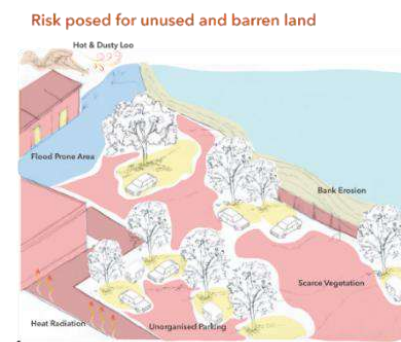 Risk posed for unused and barren land
Hot & Dusty Loo
Flood Prone Area
Bank Erosion
Scarce Vegetation
Heat Radiation
Unorganised Parking